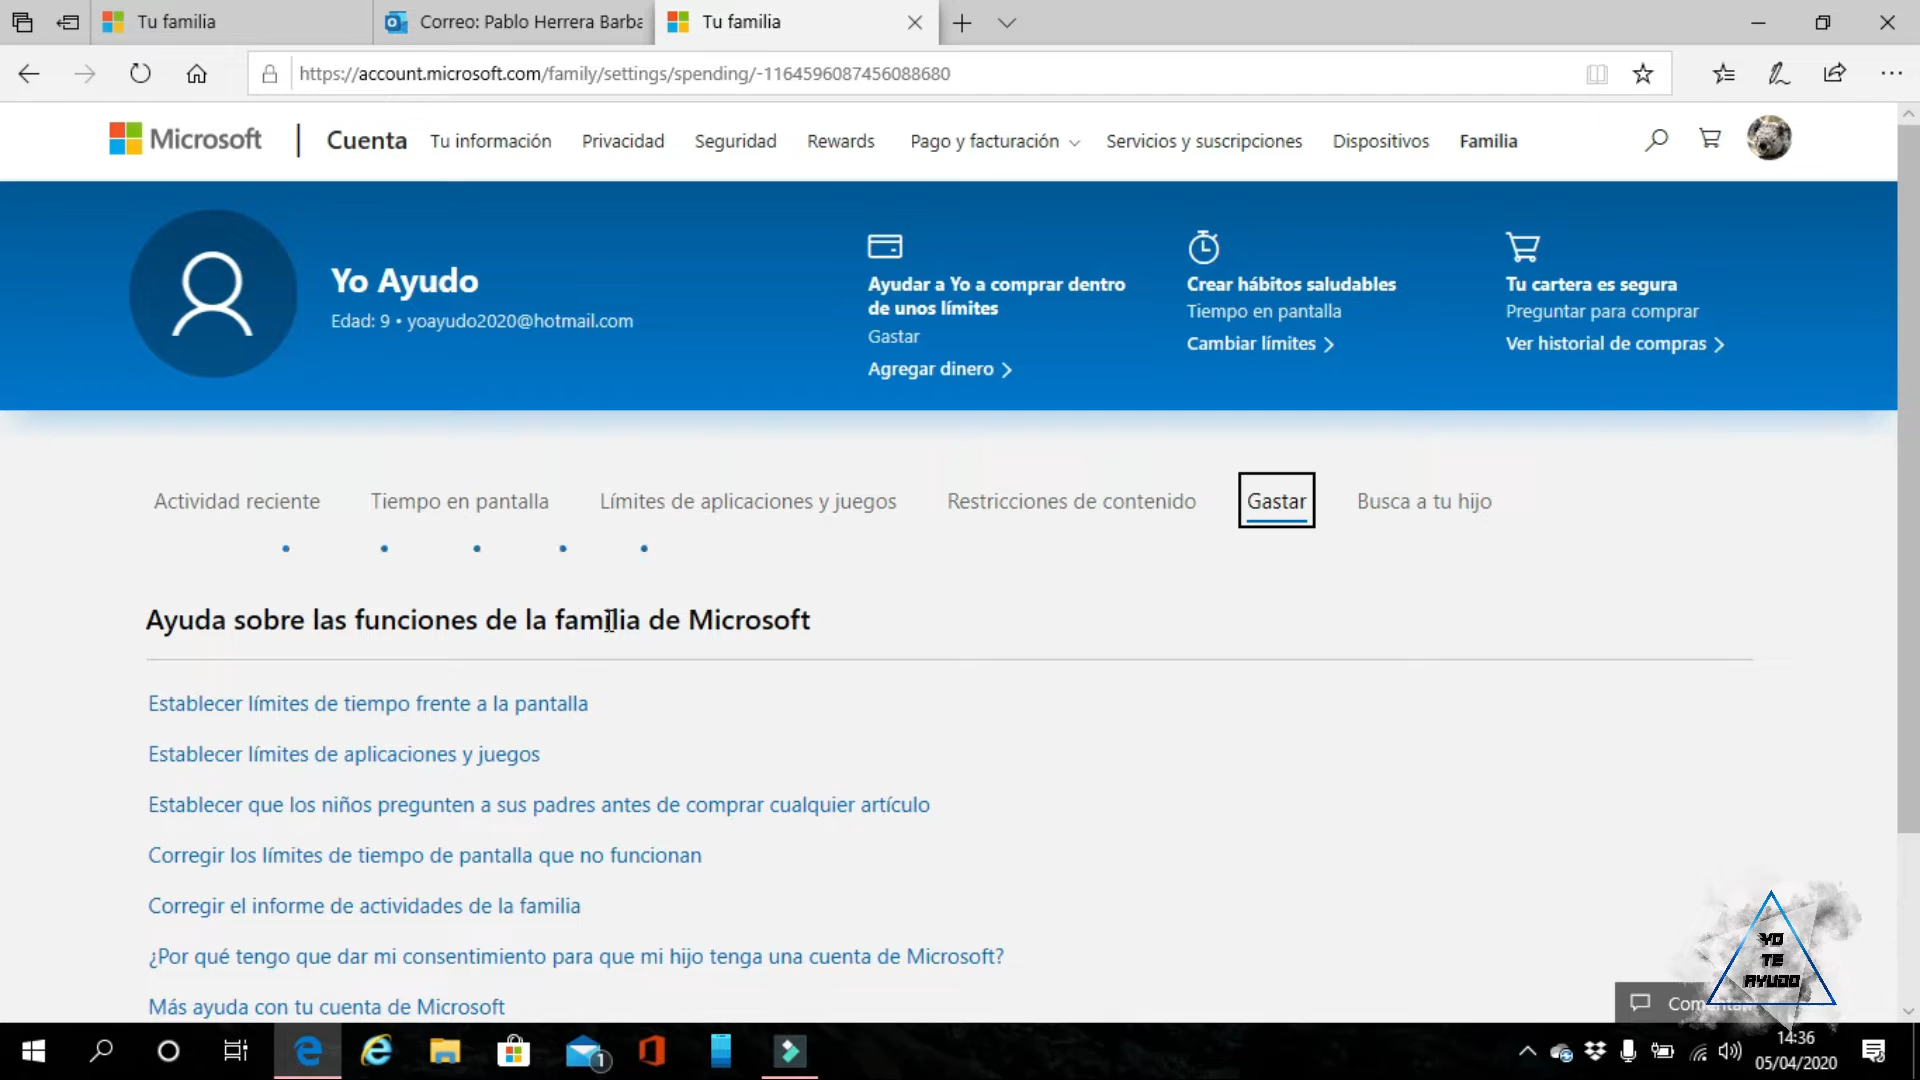 Tu familia
Correo: Pablo Herrera Barba
Tu familia
https://account.microsoft.com/family/settings/spending/-1164596087456088680
Microsoft
Cuenta
Tu información
Privacidad
Seguridad
Rewards
Pago y facturación
Servicios y suscripciones
Dispositivos
Familia
Yo Ayudo
Edad: 9 • yoayudo2020@hotmail.com
Ayudar a Yo a comprar dentro
de unos límites
Gastar
Agregar dinero
Crear hábitos saludables
Tiempo en pantalla
Cambiar límites
Tu cartera es segura
Preguntar para comprar
Ver historial de compras
Actividad reciente
Tiempo en pantalla
Límites de aplicaciones y juegos
Restricciones de contenido
Gastar
Busca a tu hijo
Ayuda sobre las funciones de la familia de Microsoft
Establecer límites de tiempo frente a la pantalla
Establecer límites de aplicaciones y juegos
Establecer que los niños pregunten a sus padres antes de comprar cualquier artículo
Corregir los límites de tiempo de pantalla que no funcionan
Corregir el informe de actividades de la familia
¿Por qué tengo que dar mi consentimiento para que mi hijo tenga una cuenta de Microsoft?
Más ayuda con tu cuenta de Microsoft
YO
TE
AYUDO
1
14:36
05/04/2020